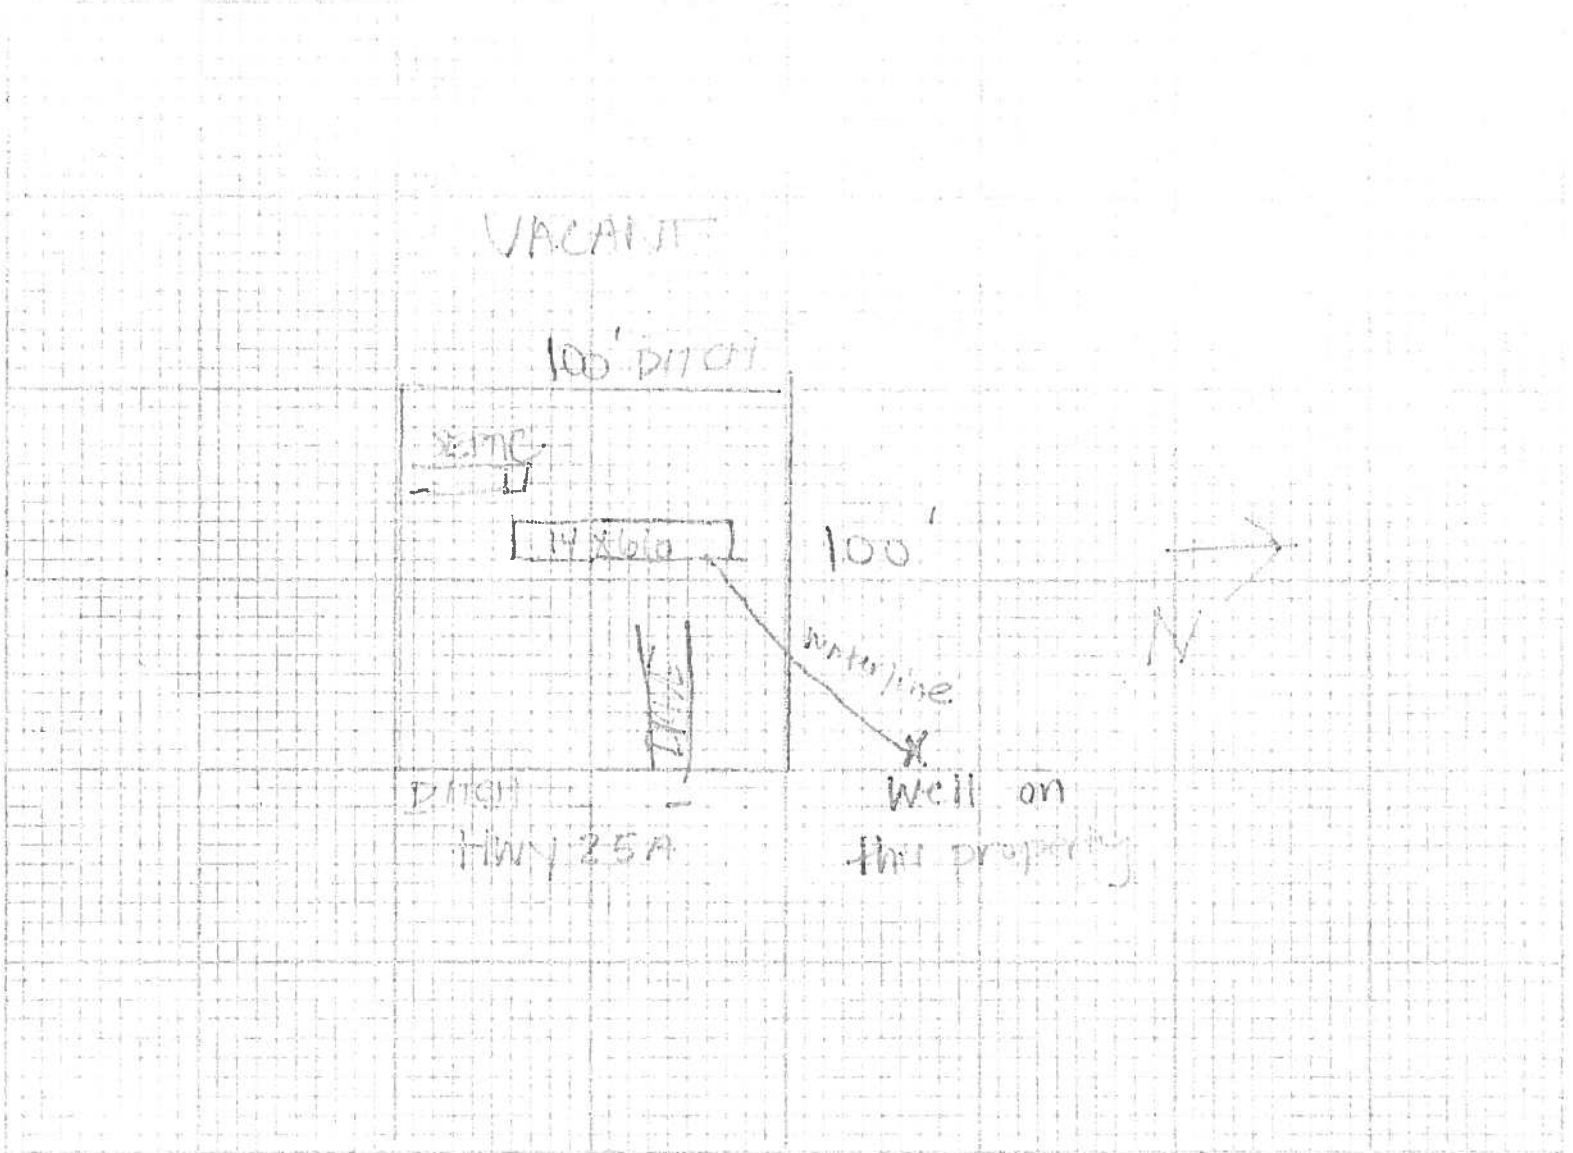 VACANT
100' DITCH
SEPTIC
14 X 60
100'
N
Waterline
X
DITCH
Well on
HWY 25A
this property